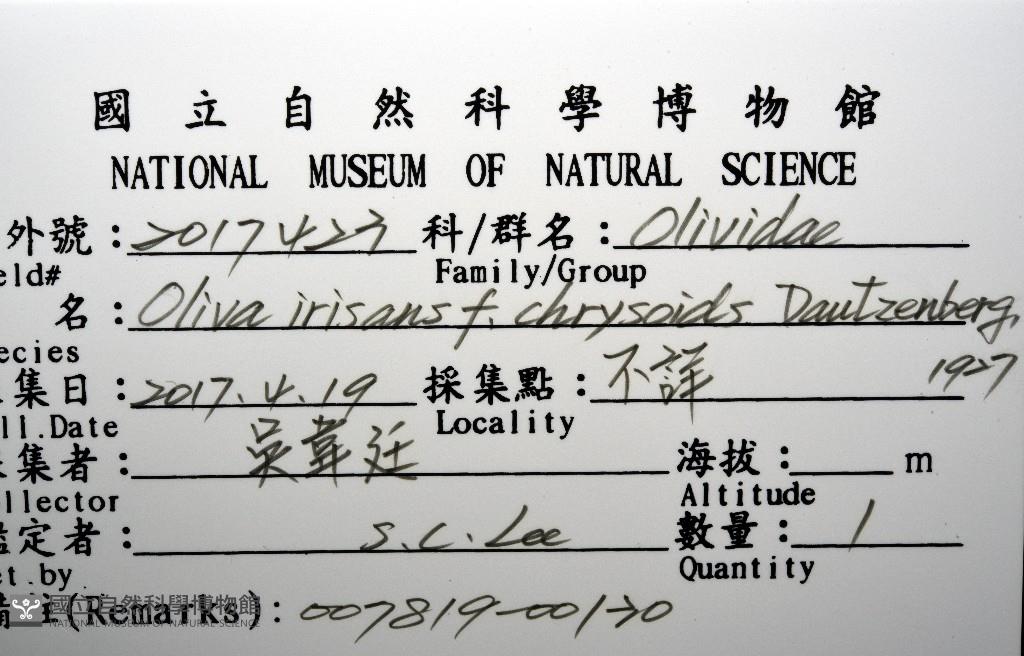 國立自然科學博物館
NATIONAL MUSEUM OF NATURAL SCIENCE
外號：2017423 科/群名：Olividae
eld# Family/Group
名：Oliva irisans f. chrysoids Dautzenberg,
ecies 1927
集日：2017.4.19 採集點：不詳
ll.Date Locality
集者：吳韋廷 海拔：m
ollector Altitude
定者：S.C. Lee 數量：1
et.by Quantity
(Remarks)：007819-00170
國立自然科學博物館
NATIONAL MUSEUM OF NATURAL SCIENCE